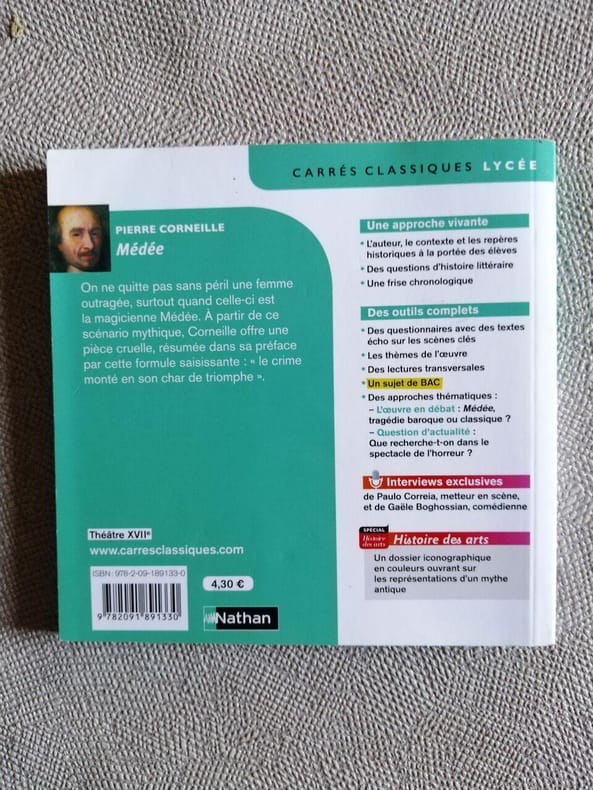 CARRÉS CLASSIQUES LYCÉE
PIERRE CORNEILLE
Médée
On ne quitte pas sans péril une femme
outragée, surtout quand celle-ci est
la magicienne Médée. À partir de ce
scénario mythique, Corneille offre une
pièce cruelle, résumée dans sa préface
par cette formule saisissante : « le crime
monté en son char de triomphe ».
Théâtre XVIIe
www.carresclassiques.com
ISBN: 978-2-09-189133-0
9 782091 891330
4,30 €
Nathan
Une approche vivante
• L'auteur, le contexte et les repères
historiques à la portée des élèves
• Des questions d'histoire littéraire
• Une frise chronologique
Des outils complets
• Des questionnaires avec des textes
écho sur les scènes clés
• Les thèmes de l'œuvre
• Des lectures transversales
• Un sujet de BAC
• Des approches thématiques :
– L'œuvre en débat : Médée,
tragédie baroque ou classique ?
– Question d'actualité :
Que recherche-t-on dans le
spectacle de l'horreur ?
Interviews exclusives
de Paulo Correia, metteur en scène,
et de Gaële Boghossian, comédienne
SPÉCIAL
Histoire
des arts
Histoire des arts
Un dossier iconographique
en couleurs ouvrant sur
les représentations d'un mythe
antique